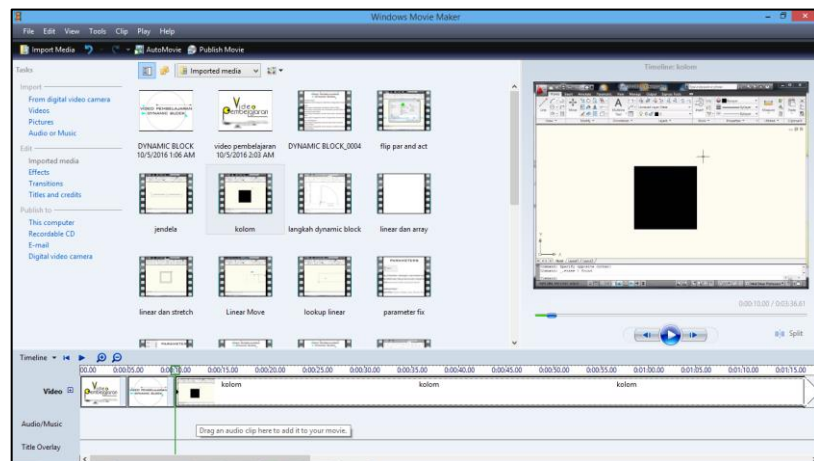 Windows Movie Maker
File Edit View Tools Clip Play Help
Import Media AutoMovie Publish Movie
Tasks
Imported media
Timeline: kolom
Import
From digital video camera
Videos
Pictures
Audio or Music
Edit
Imported media
Effects
Transitions
Titles and credits
Publish to
This computer
Recordable CD
E-mail
Digital video camera
DYNAMIC BLOCK 10/5/2016 1:06 AM
video pembelajaran 10/5/2016 2:03 AM
DYNAMIC BLOCK_0004
flip par and act
jendela
kolom
langkah dynamic block
linear dan array
linear dan stretch
Linear Move
lookup linear
parameter fix
0:00:10.00 / 0:03:36.81
Split
Timeline
00.00 0:00:05.00 0:00:10.00 0:00:15.00 0:00:20.00 0:00:25.00 0:00:30.00 0:00:35.00 0:00:40.00 0:00:45.00 0:00:50.00 0:00:55.00 0:01:00.00 0:01:05.00 0:01:10.00 0:01:15.00
Video
kolom kolom kolom
Audio/Music
Drag an audio clip here to add it to your movie.
Title Overlay